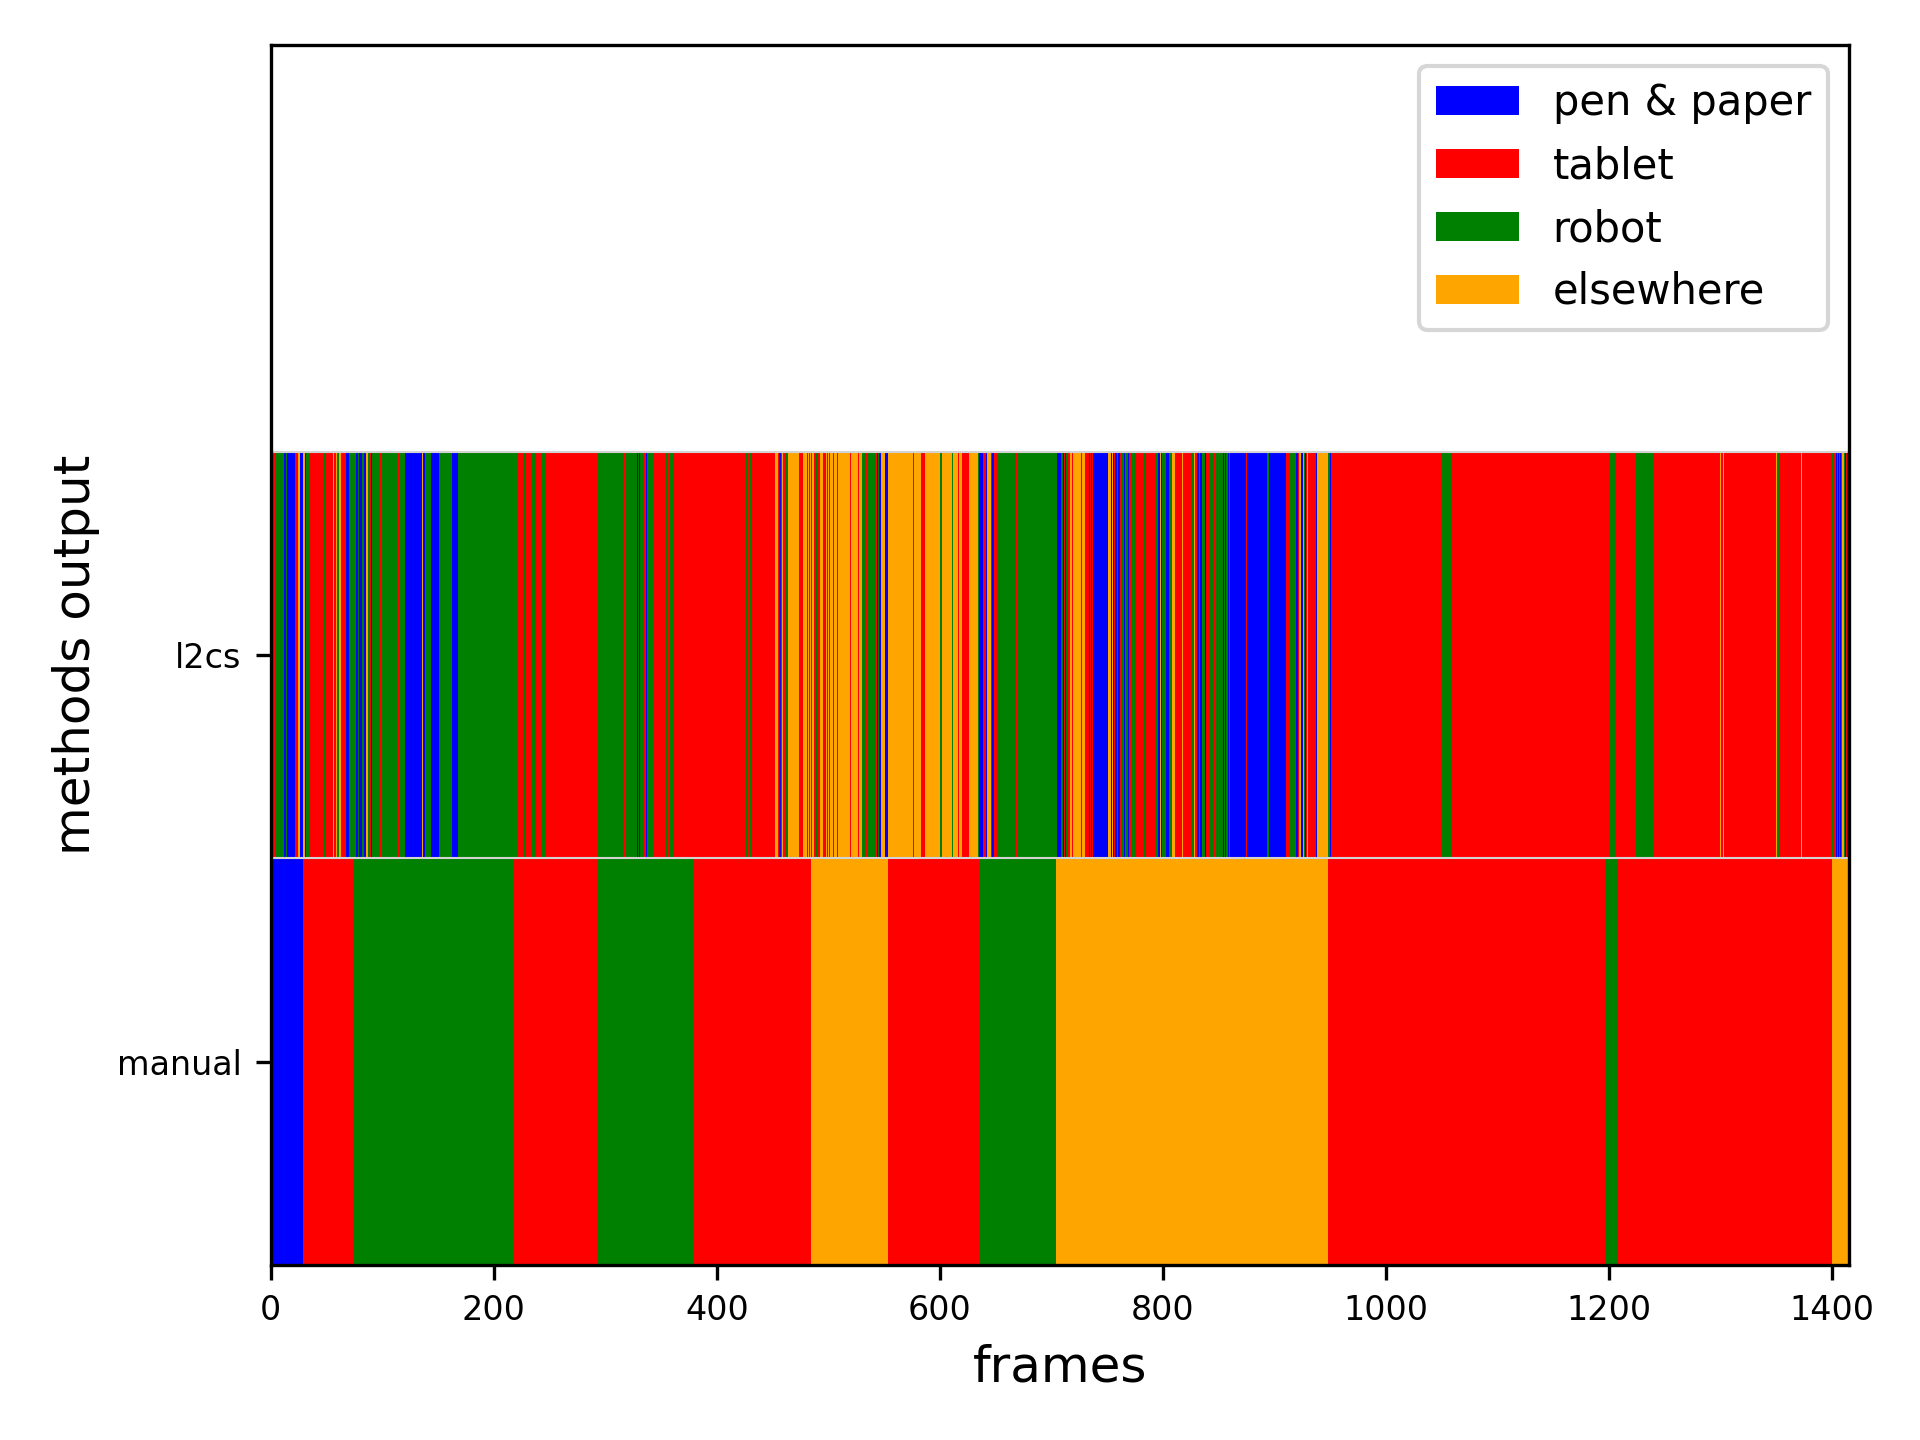 pen & paper
tablet
robot
elsewhere
methods output
l2cs
manual
0 200 400 600 800 1000 1200 1400
frames